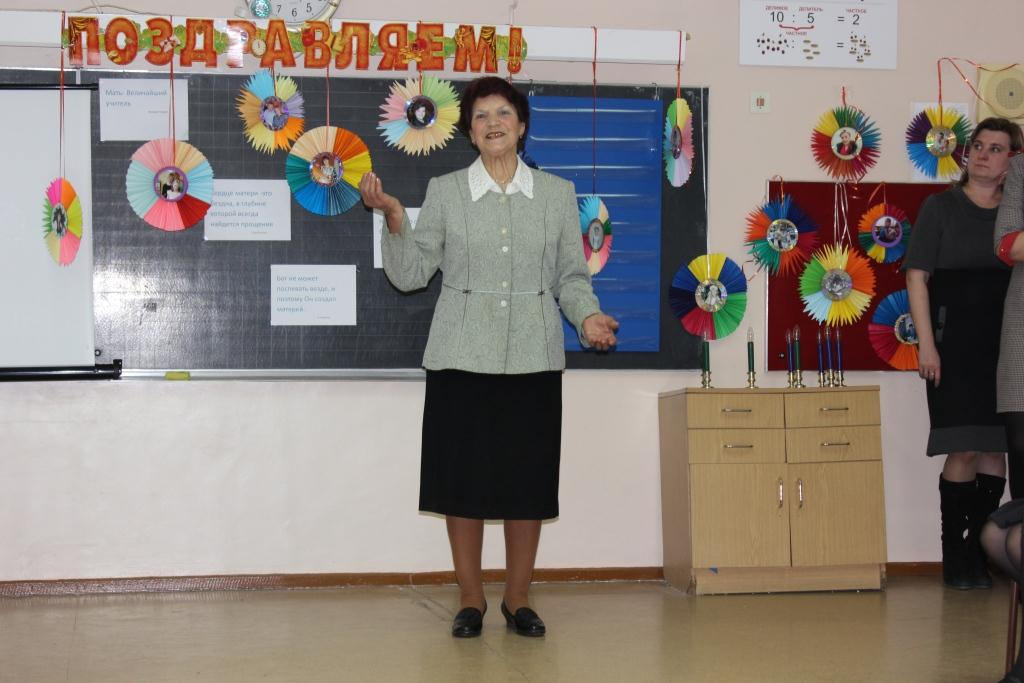 ПОЗДРАВЛЯЕМ!
ДЕЛИМОЕ ДЕЛИТЕЛЬ ЧАСТНОЕ
10 : 5 = 2
ЧАСТНОЕ
Мать- Величайший
учитель
Сердце матери -это
бездна, в глубине
которой всегда
найдется прощение
Бог не может
поспевать везде, и
поэтому Он создал
матерей.